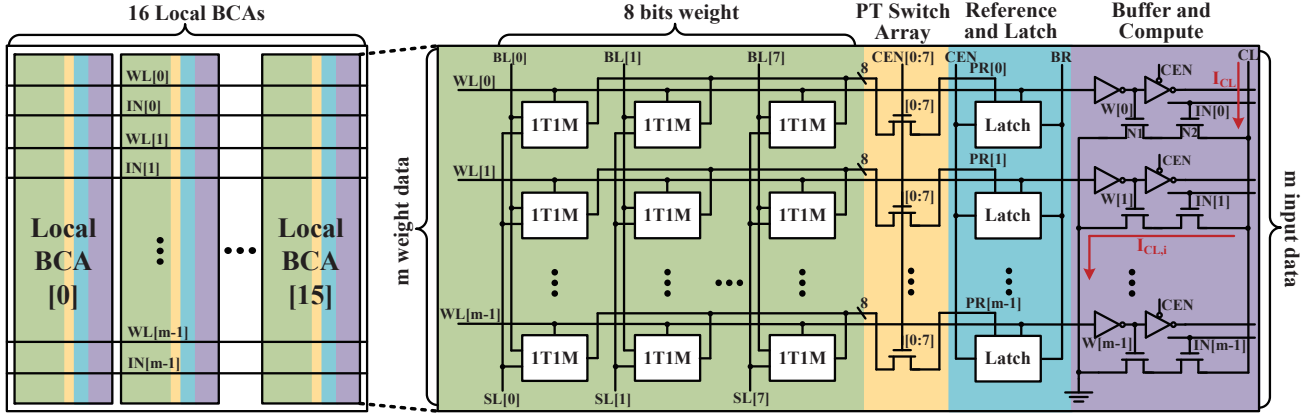 16 Local BCAs
WL[0]
IN[0]
WL[1]
IN[1]
Local
BCA
[0]
Local
BCA
[15]
WL[m-1]
IN[m-1]
8 bits weight
PT Switch
Array
Reference
and Latch
Buffer and
Compute
m weight data
BL[0]
BL[1]
BL[7]
CEN[0:7]
CEN
BR
CL
WL[0]
8
PR[0]
CEN
I_CL
1T1M
1T1M
1T1M
[0:7]
Latch
W[0]
IN[0]
N1
N2
WL[1]
8
PR[1]
CEN
1T1M
1T1M
1T1M
[0:7]
Latch
W[1]
IN[1]
I_CL,i
WL[m-1]
8
PR[m-1]
CEN
1T1M
1T1M
1T1M
[0:7]
Latch
W[m-1]
IN[m-1]
SL[0]
SL[1]
SL[7]
m input data